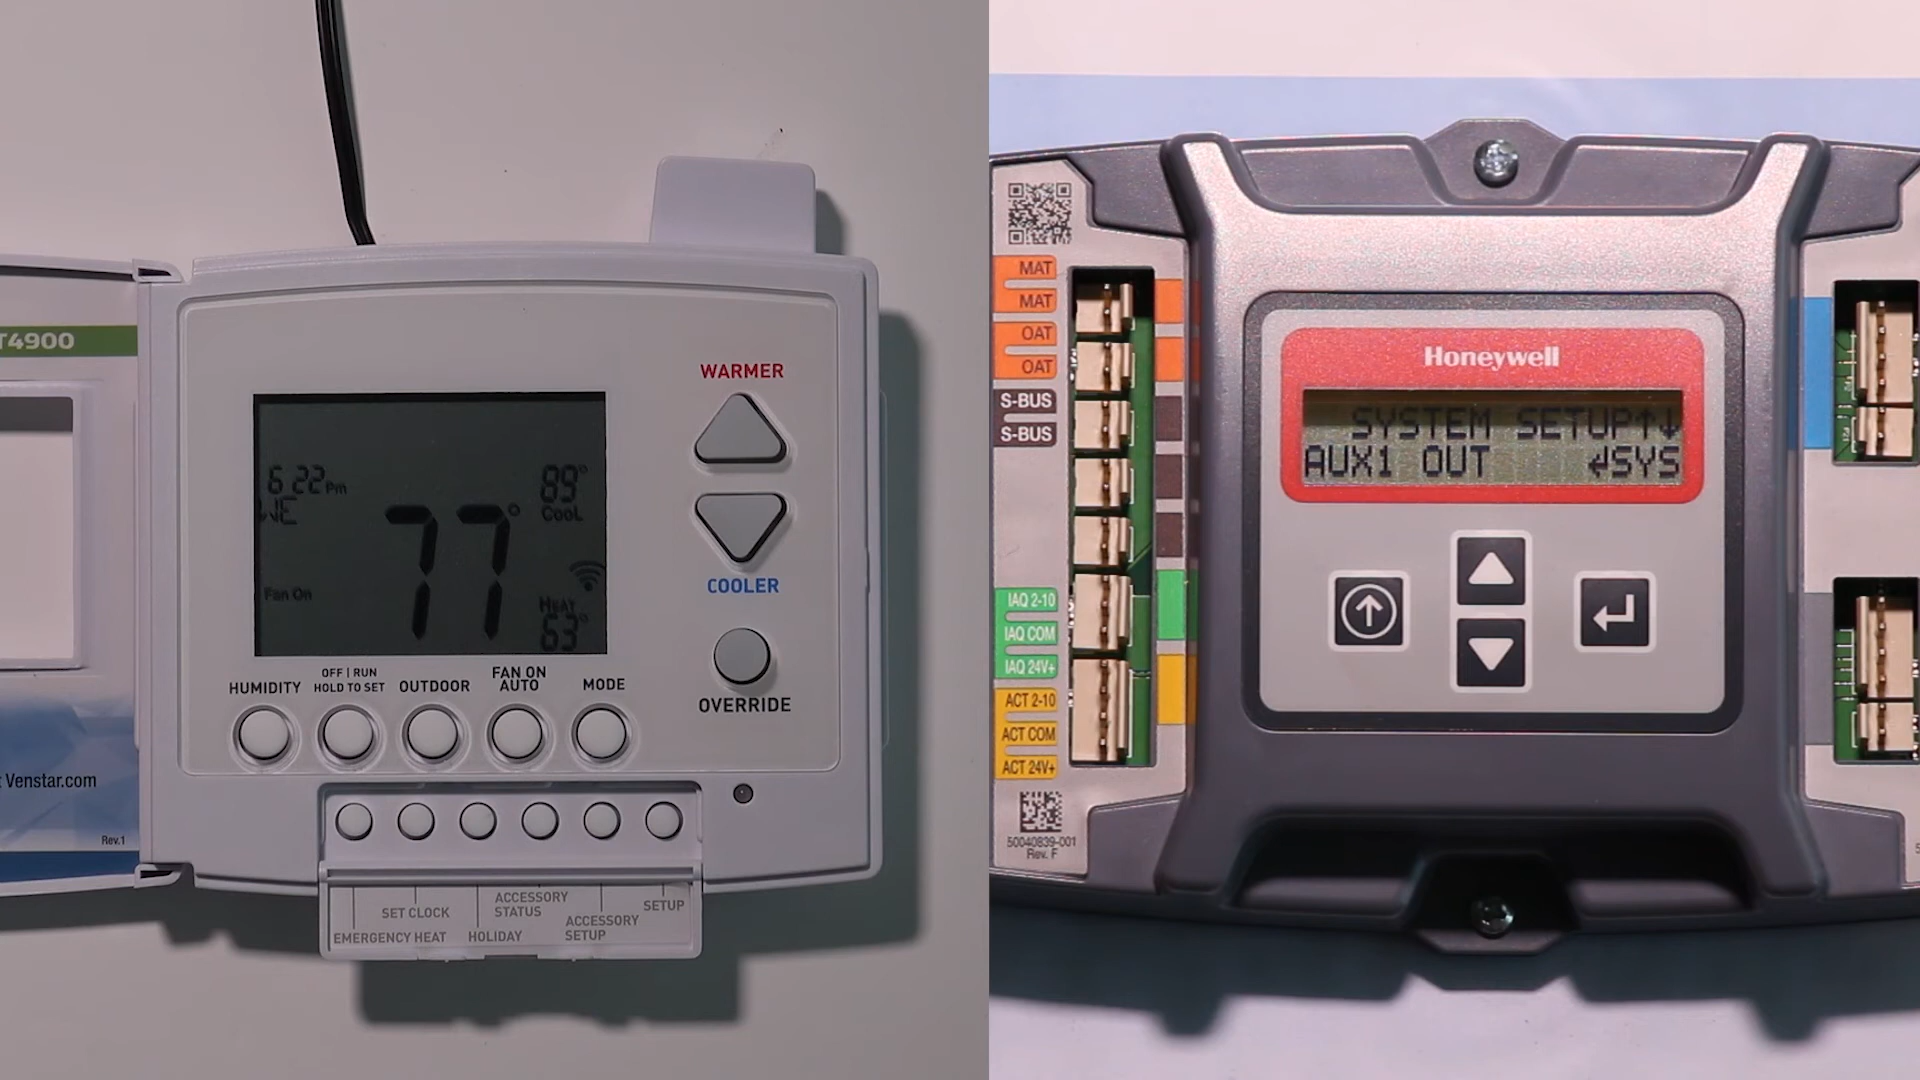 T4900
t Venstar.com
Rev.1
6:22 Pm
WE
89°
Cool
77°
Fan On
Heat
63°
WARMER
COOLER
OVERRIDE
HUMIDITY
OFF | RUN
HOLD TO SET
OUTDOOR
FAN ON
AUTO
MODE
EMERGENCY HEAT
SET CLOCK
HOLIDAY
ACCESSORY
STATUS
ACCESSORY
SETUP
SETUP
MAT
MAT
OAT
OAT
S-BUS
S-BUS
IAQ 2-10
IAQ COM
IAQ 24V+
ACT 2-10
ACT COM
ACT 24V+
50040839-001
Rev. F
Honeywell
SYSTEM SETUP↑↓
AUX1 OUT ↲SYS